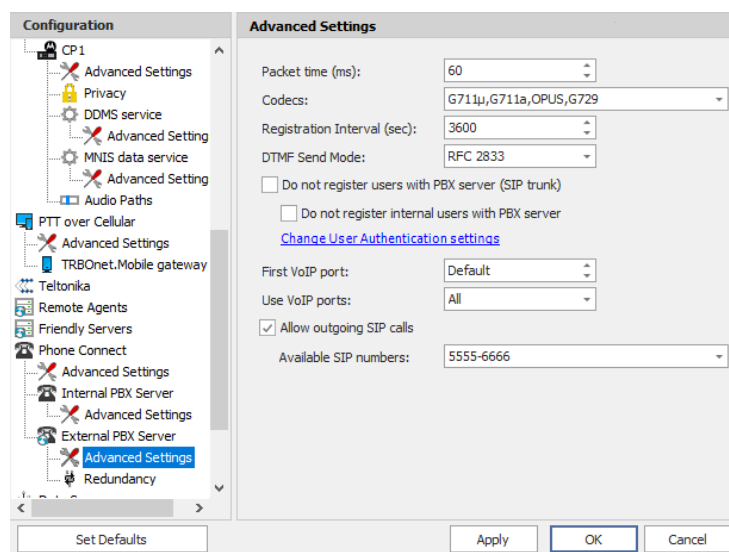 Configuration
CP1
Advanced Settings
Privacy
DDMS service
Advanced Setting
MNIS data service
Advanced Setting
Audio Paths
PTT over Cellular
Advanced Settings
TRBOnet.Mobile gateway
Teltonika
Remote Agents
Friendly Servers
Phone Connect
Advanced Settings
Internal PBX Server
Advanced Settings
External PBX Server
Advanced Settings
Redundancy
Set Defaults
Advanced Settings
Packet time (ms): 60
Codecs: G711µ,G711a,OPUS,G729
Registration Interval (sec): 3600
DTMF Send Mode: RFC 2833
Do not register users with PBX server (SIP trunk)
Do not register internal users with PBX server
Change User Authentication settings
First VoIP port: Default
Use VoIP ports: All
Allow outgoing SIP calls
Available SIP numbers: 5555-6666
Apply OK Cancel